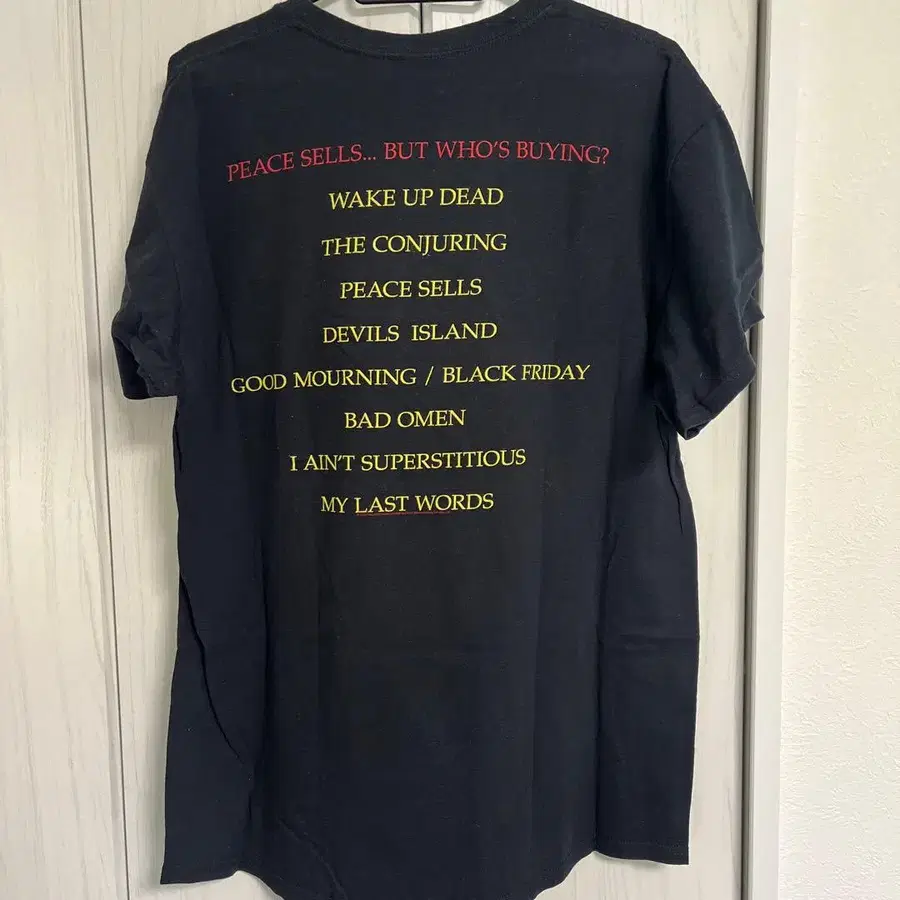 PEACE SELLS... BUT WHO'S BUYING?
WAKE UP DEAD
THE CONJURING
PEACE SELLS
DEVILS ISLAND
GOOD MOURNING / BLACK FRIDAY
BAD OMEN
I AIN'T SUPERSTITIOUS
MY LAST WORDS